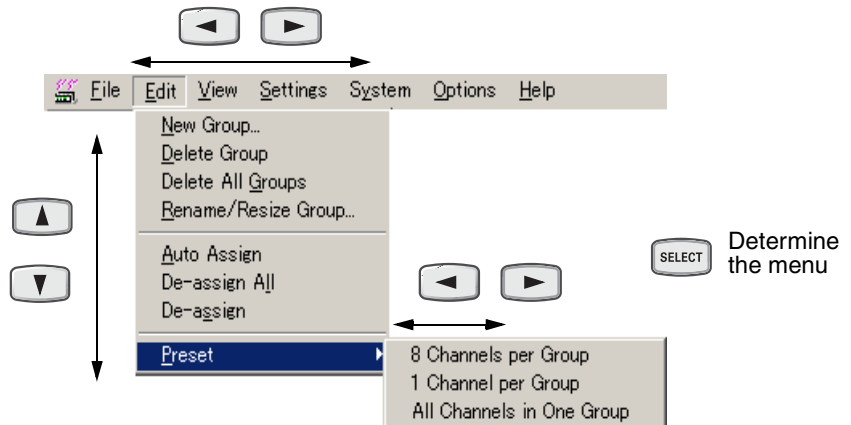 File Edit View Settings System Options Help
New Group...
Delete Group
Delete All Groups
Rename/Resize Group...
Auto Assign
De-assign All
De-assign
Preset
8 Channels per Group
1 Channel per Group
All Channels in One Group
SELECT
Determine
the menu